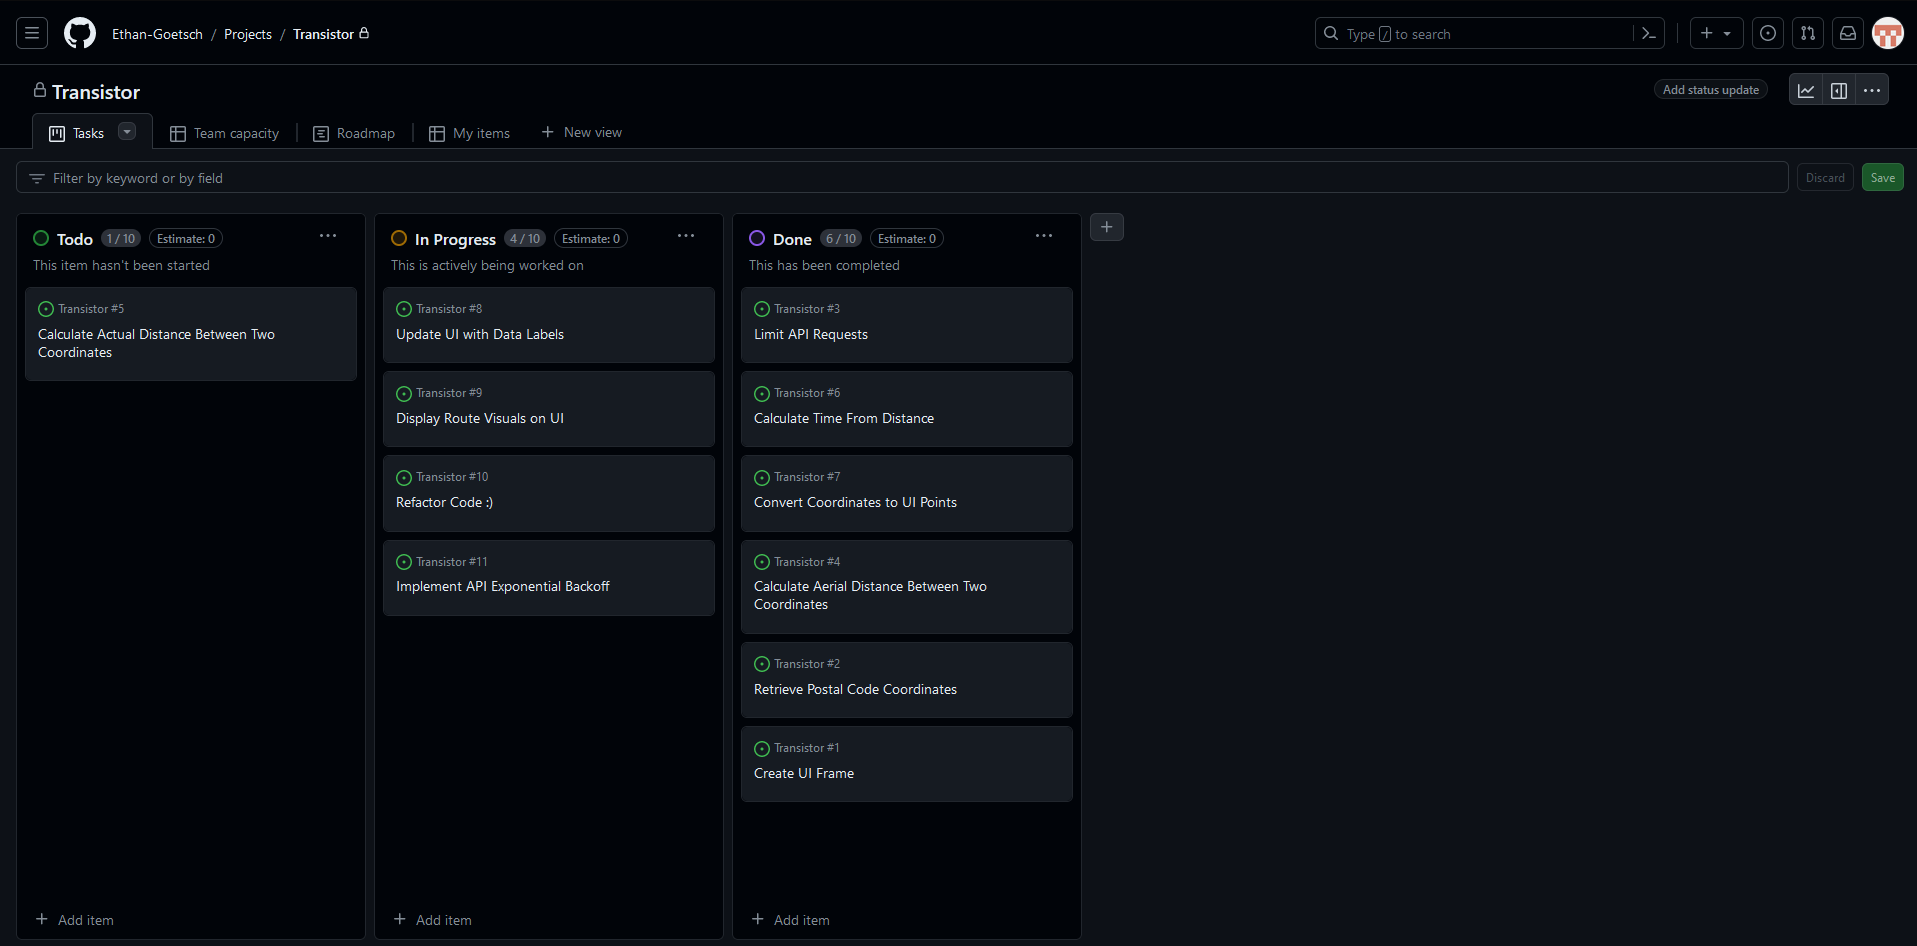 Ethan-Goetsch / Projects / Transistor
Type / to search
Transistor
Add status update
Tasks
Team capacity
Roadmap
My items
New view
Filter by keyword or by field
Discard
Save
Todo 1 / 10 Estimate: 0
This item hasn't been started
Transistor #5
Calculate Actual Distance Between Two
Coordinates
Add item
In Progress 4 / 10 Estimate: 0
This is actively being worked on
Transistor #8
Update UI with Data Labels
Transistor #9
Display Route Visuals on UI
Transistor #10
Refactor Code :)
Transistor #11
Implement API Exponential Backoff
Add item
Done 6 / 10 Estimate: 0
This has been completed
Transistor #3
Limit API Requests
Transistor #6
Calculate Time From Distance
Transistor #7
Convert Coordinates to UI Points
Transistor #4
Calculate Aerial Distance Between Two
Coordinates
Transistor #2
Retrieve Postal Code Coordinates
Transistor #1
Create UI Frame
Add item